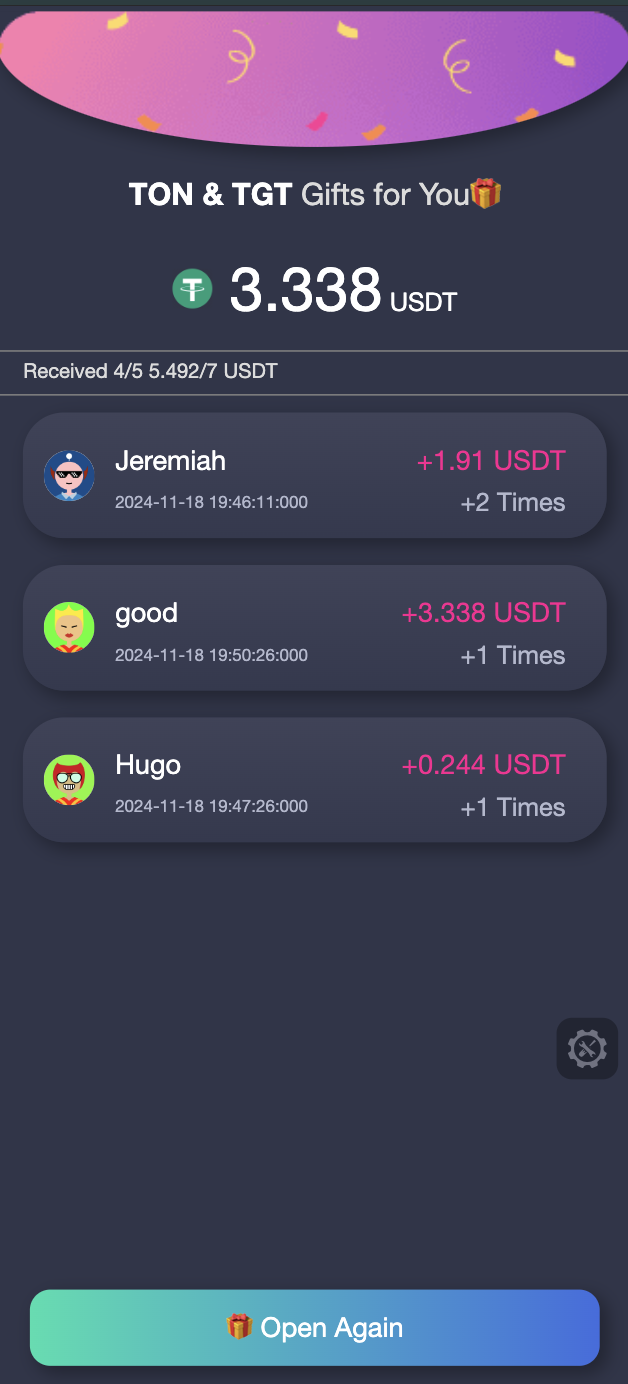 TON & TGT Gifts for You🎁
3.338 USDT
Received 4/5 5.492/7 USDT
Jeremiah +1.91 USDT
2024-11-18 19:46:11:000 +2 Times
good +3.338 USDT
2024-11-18 19:50:26:000 +1 Times
Hugo +0.244 USDT
2024-11-18 19:47:26:000 +1 Times
🎁 Open Again